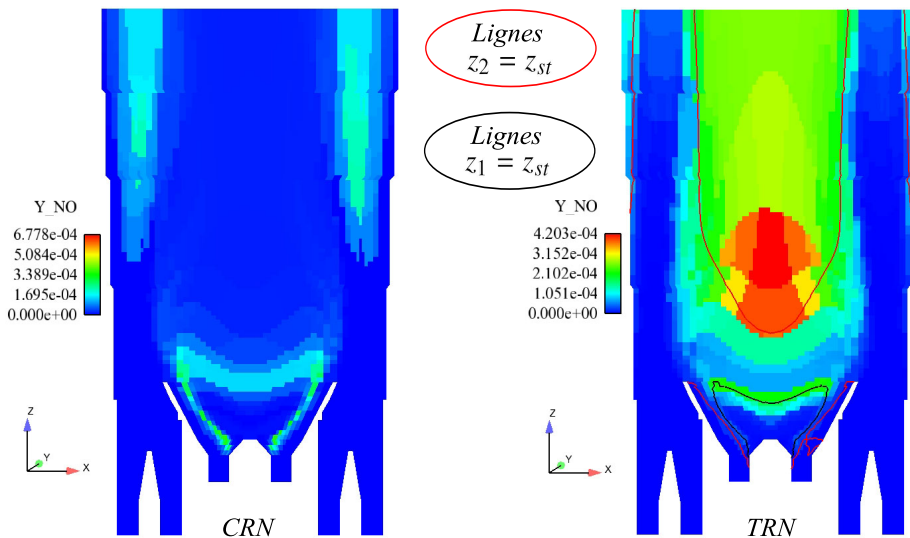 Lignes
z₂ = zₛₜ
Lignes
z₁ = zₛₜ
Y_NO
6.778e-04
5.084e-04
3.389e-04
1.695e-04
0.000e+00
Z
Y
X
CRN
Y_NO
4.203e-04
3.152e-04
2.102e-04
1.051e-04
0.000e+00
Z
Y
X
TRN